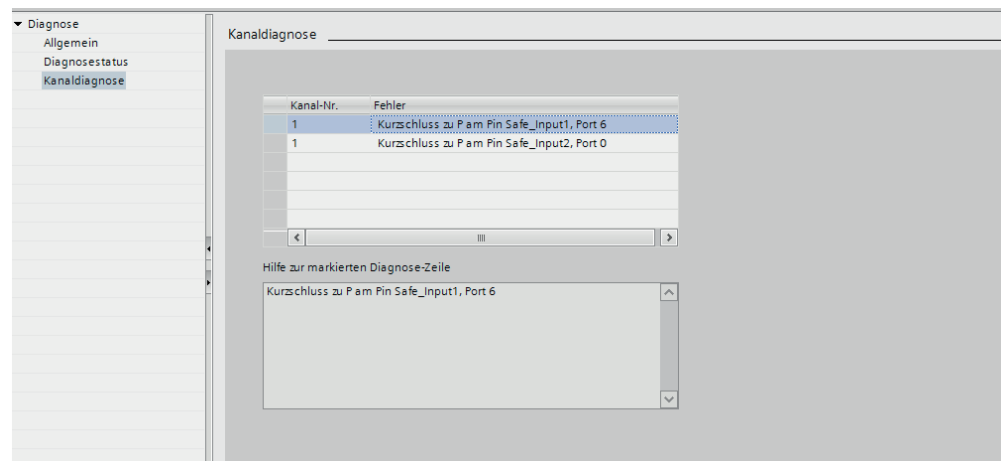 Diagnose
Allgemein
Diagnosestatus
Kanaldiagnose
Kanaldiagnose
Kanal-Nr. Fehler
1 Kurzschluss zu P am Pin Safe_Input1, Port 6
1 Kurzschluss zu P am Pin Safe_Input2, Port 0
Hilfe zur markierten Diagnose-Zeile
Kurzschluss zu P am Pin Safe_Input1, Port 6